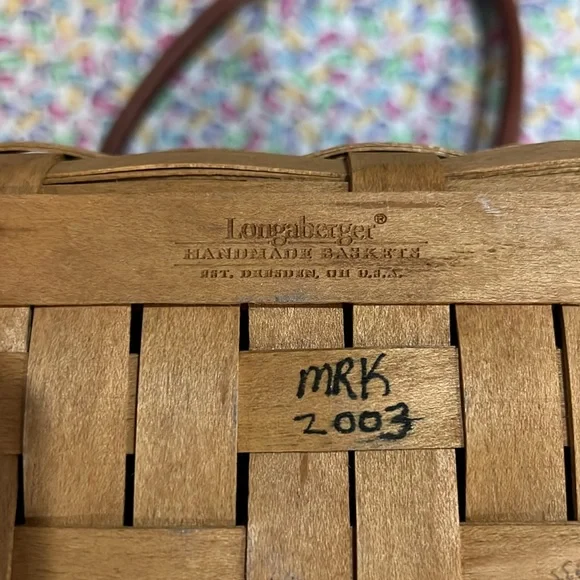 Longaberger®
HANDMADE BASKETS
EST. DRESDEN, OH U.S.A.
MRK
2003